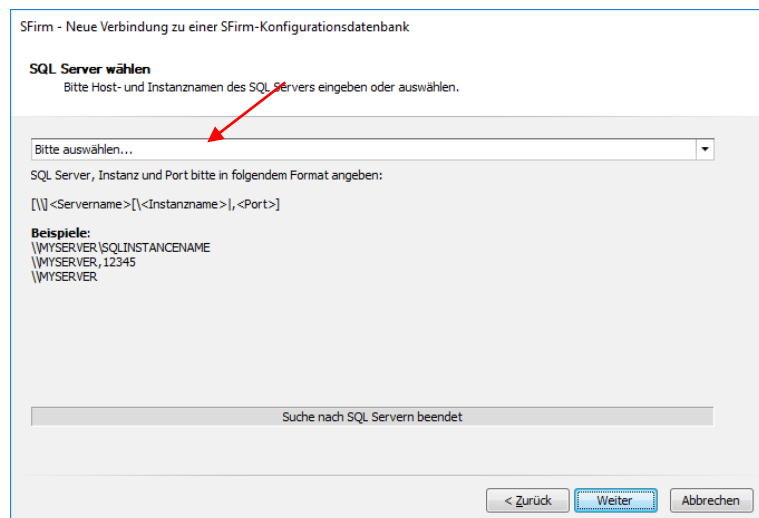 SFirm - Neue Verbindung zu einer SFirm-Konfigurationsdatenbank
SQL Server wählen
Bitte Host- und Instanznamen des SQL Servers eingeben oder auswählen.
Bitte auswählen...
SQL Server, Instanz und Port bitte in folgendem Format angeben:
[\\]<Servername>[\<Instanzname>|,<Port>]
Beispiele:
\\MYSERVER\SQLINSTANCENAME
\\MYSERVER,12345
\\MYSERVER
Suche nach SQL Servern beendet
< Zurück
Weiter
Abbrechen